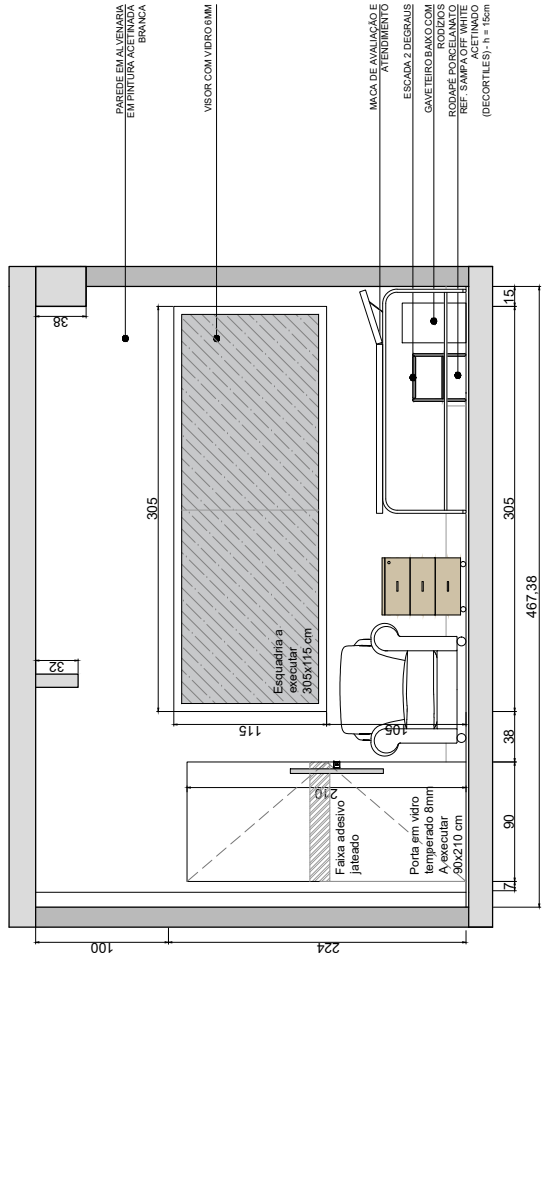 PAREDE EM ALVENARIA
EM PINTURA ACETINADA
BRANCA
VISOR COM VIDRO 6MM
MACA DE AVALIAÇÃO E
ATENDIMENTO
ESCADA 2 DEGRAUS
GAVETEIRO BAIXO COM
RODÍZIOS
RODAPÉ PORCELANATO
REF. SAMPA OFF WHITE
ACETINADO
(DECORTILES) - h = 15cm
38
32
305
Esquadria a
executar
305x115 cm
115
105
210
Faixa adesivo
jateado
Porta em vidro
temperado 8mm
A executar
90x210 cm
100
224
7
90
38
305
15
467,38